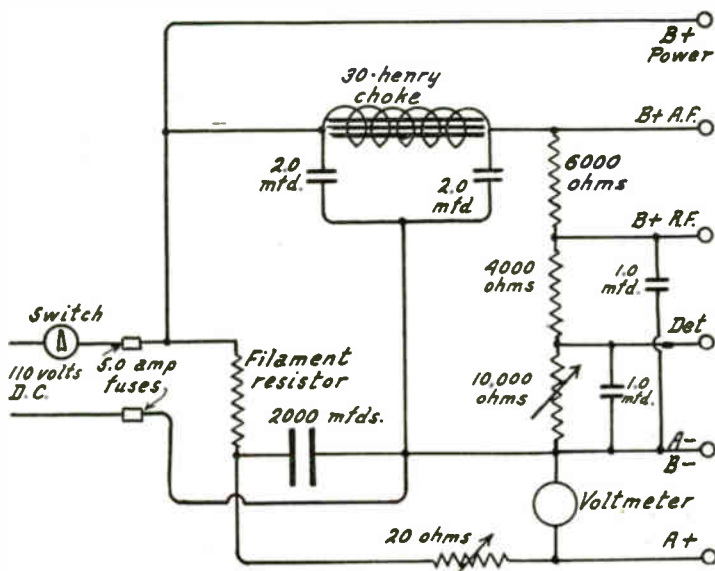 B+
Power
30-henry
choke
B+ A.F.
2.0
mfd.
2.0
mfd
6000
ohms
B+ R.F.
4000
ohms
1.0
mfd.
Switch
110 volts
D.C.
5.0 amp
fuses
Filament
resistor
2000 mfds.
Det
10,000
ohms
1.0
mfd.
A-
B-
Voltmeter
20 ohms
A+